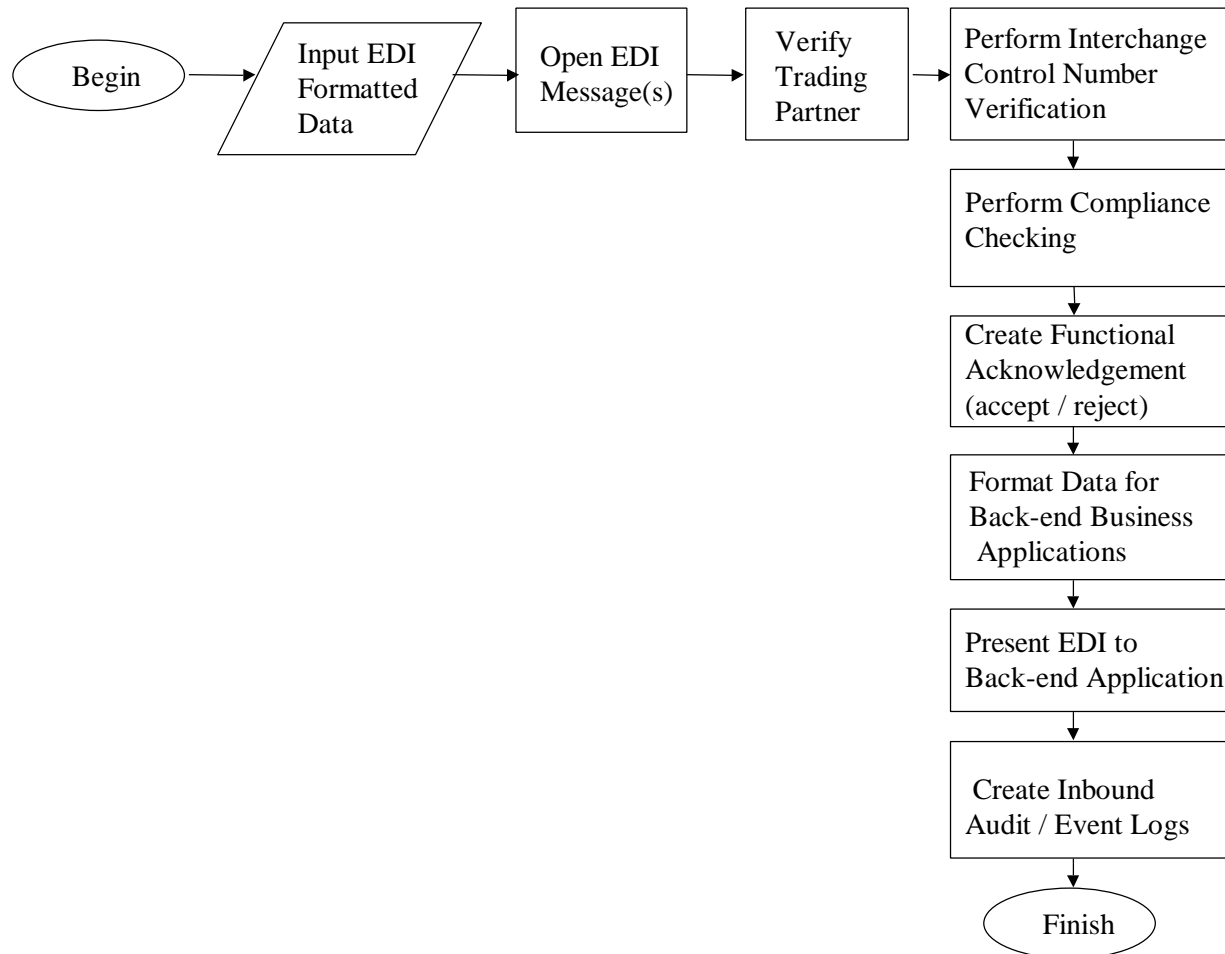 Begin
Input EDI
Formatted
Data
Open EDI
Message(s)
Verify
Trading
Partner
Perform Interchange
Control Number
Verification
Perform Compliance
Checking
Create Functional
Acknowledgement
(accept / reject)
Format Data for
Back-end Business
Applications
Present EDI to
Back-end Application
Create Inbound
Audit / Event Logs
Finish